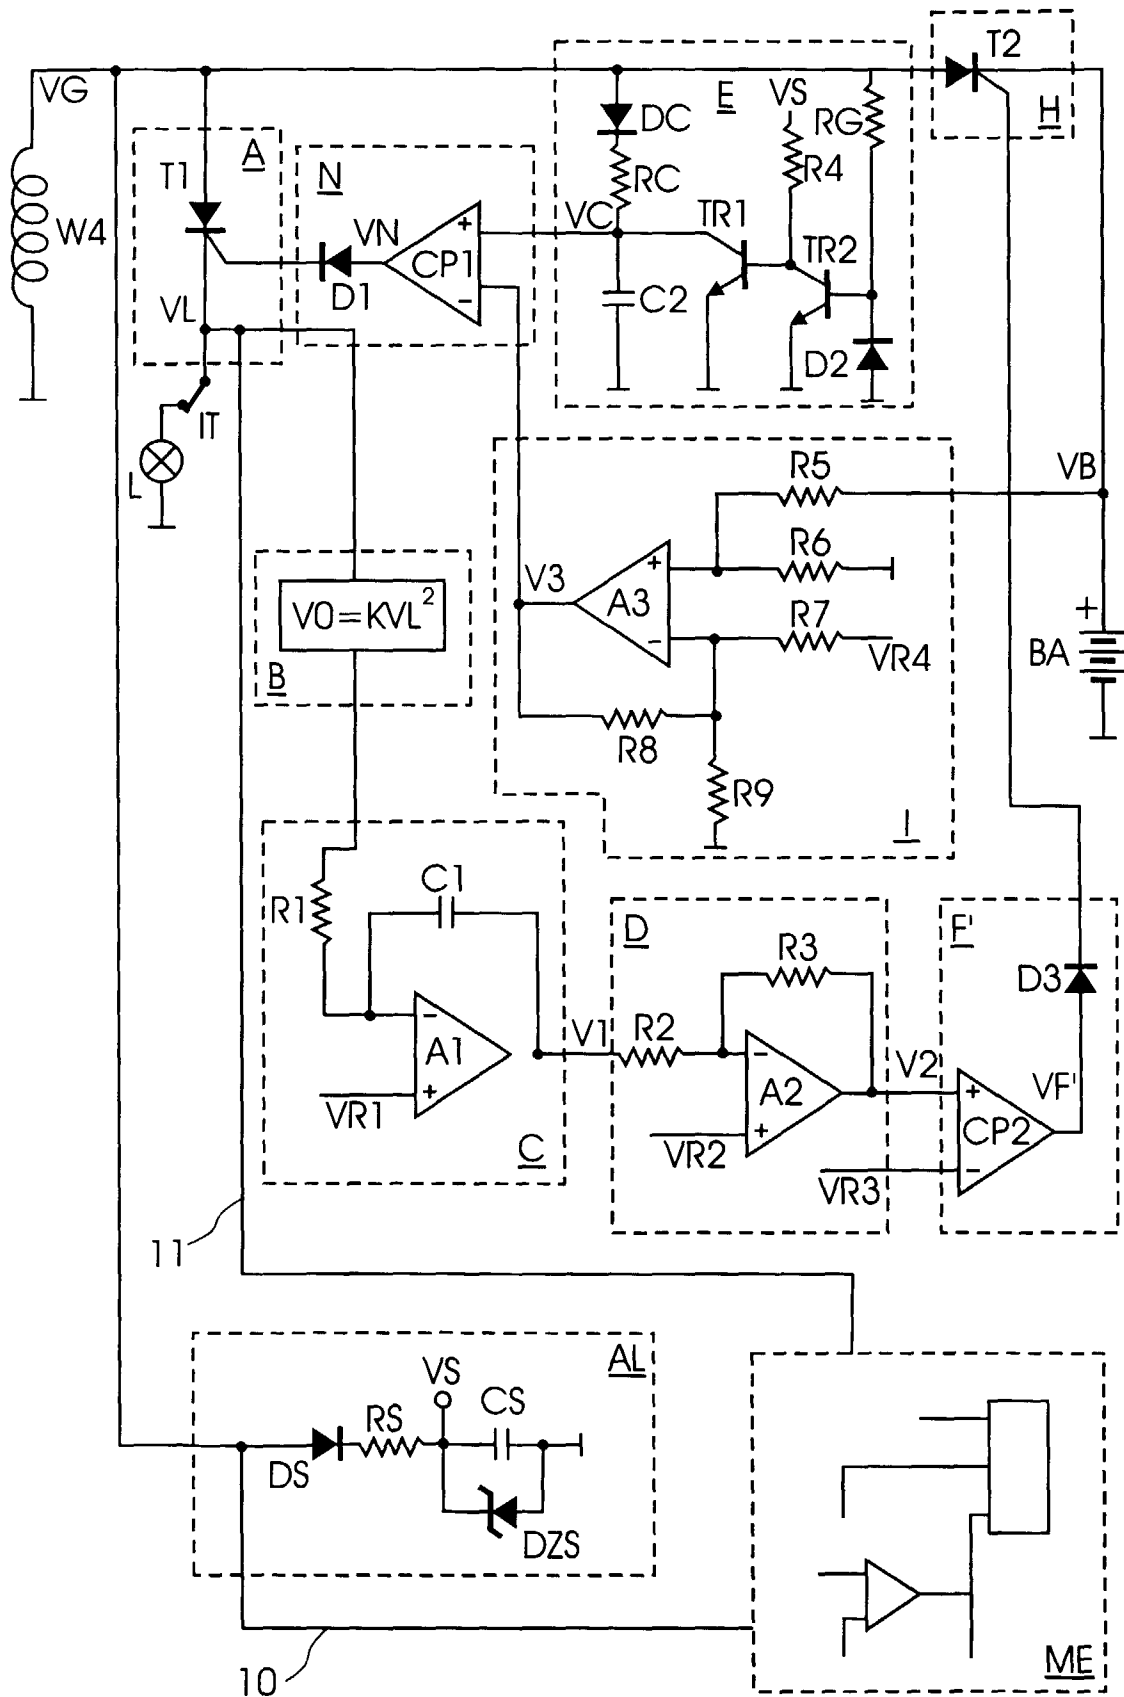 T2
VG
E
VS
H
A
N
DC
RG
T1
RC
R4
W4
VN
VC
TR1
CP1
+
−
TR2
D1
C2
VL
D2
IT
L
R5
VB
R6
V3
+
A3
−
R7
VR4
+
BA
VO=KVL²
B
R8
R9
I
C1
R1
D
F'
R3
D3
−
A1
+
V1
R2
−
A2
+
V2
VF'
VR1
VR2
+
CP2
−
VR3
C
11
AL
VS
CS
RS
DS
DZS
10
ME